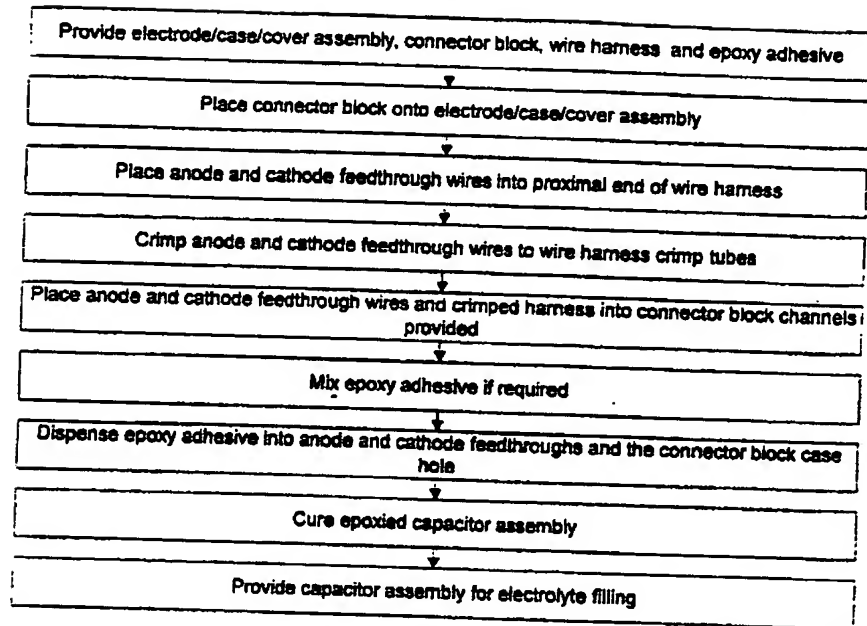 Provide electrode/case/cover assembly, connector block, wire harness and epoxy adhesive
Place connector block onto electrode/case/cover assembly
Place anode and cathode feedthrough wires into proximal end of wire harness
Crimp anode and cathode feedthrough wires to wire harness crimp tubes
Place anode and cathode feedthrough wires and crimped harness into connector block channels
provided
Mix epoxy adhesive if required
Dispense epoxy adhesive into anode and cathode feedthroughs and the connector block case
hole
Cure epoxied capacitor assembly
Provide capacitor assembly for electrolyte filling